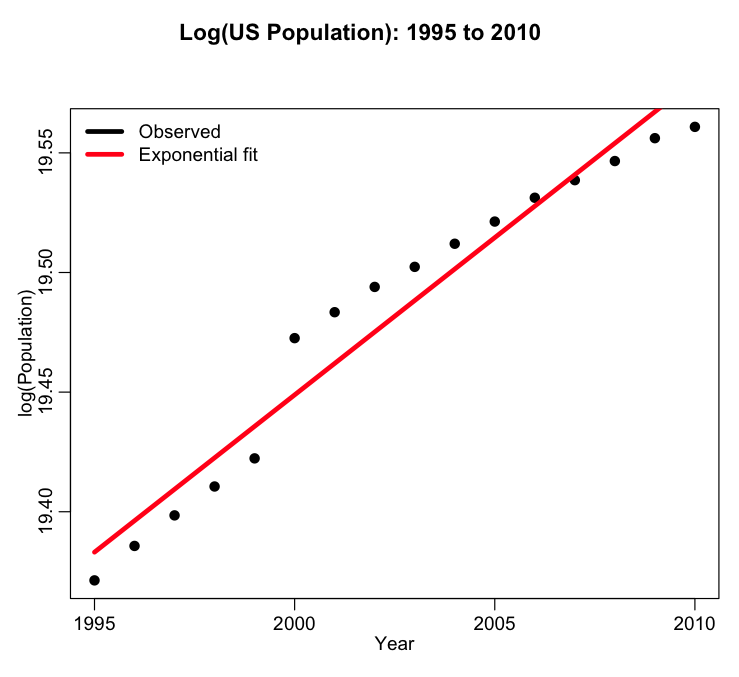 Log(US Population): 1995 to 2010
Observed
Exponential fit
19.55
19.50
19.45
19.40
log(Population)
1995 2000 2005 2010
Year